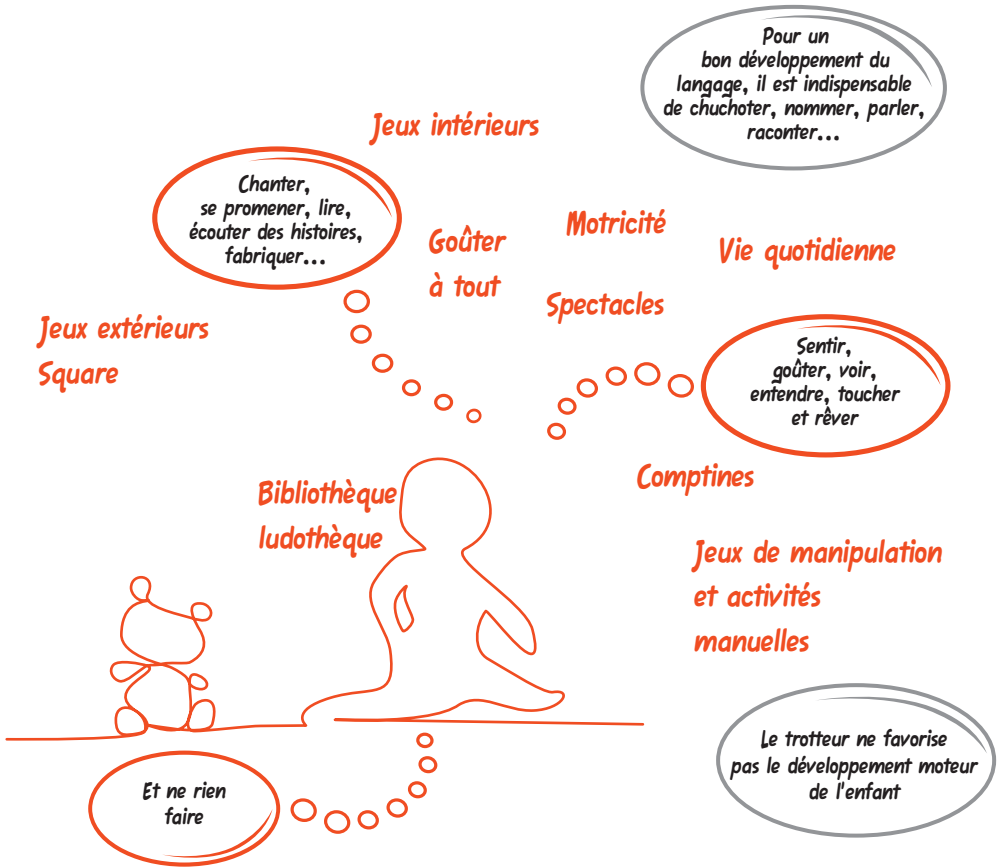 Pour un
bon développement du
langage, il est indispensable
de chuchoter, nommer, parler,
raconter...
Jeux intérieurs
Chanter,
se promener, lire,
écouter des histoires,
fabriquer...
Goûter
à tout
Motricité
Vie quotidienne
Spectacles
Jeux extérieurs
Square
Sentir,
goûter, voir,
entendre, toucher
et rêver
Comptines
Bibliothèque
ludothèque
Jeux de manipulation
et activités
manuelles
Le trotteur ne favorise
pas le développement moteur
de l'enfant
Et ne rien
faire